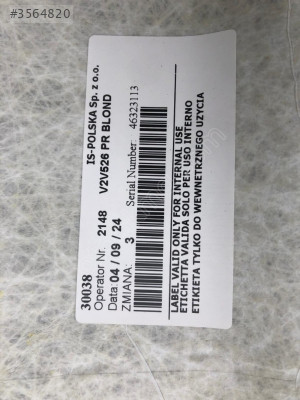 #3564820
IS-POLSKA Sp. z o.o.
V2V526 PR BLOND
30038
Operator Nr. 2148
Data: 04 / 09 / 24
ZMIANA: 3
Serial Number: 46323113
LABEL VALID ONLY FOR INTERNAL USE
ETICHETTA VALIDA SOLO PER USO INTERNO
ETIKIETA TYLKO DO WEWNETRZNEGO UZYCIA